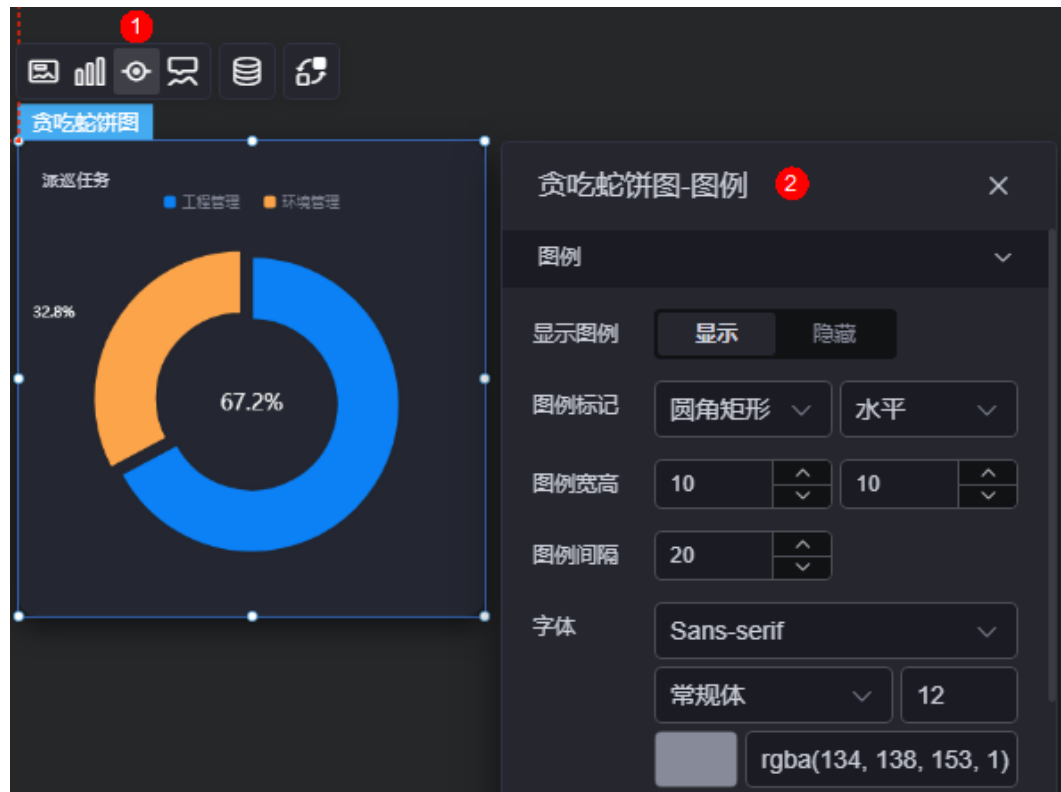 1
贪吃蛇饼图
派巡任务
工程管理 环境管理
32.8%
67.2%
贪吃蛇饼图-图例 2
图例
显示图例 显示 隐藏
图例标记 圆角矩形 水平
图例宽高 10 10
图例间隔 20
字体 Sans-serif
常规体 12
rgba(134, 138, 153, 1)